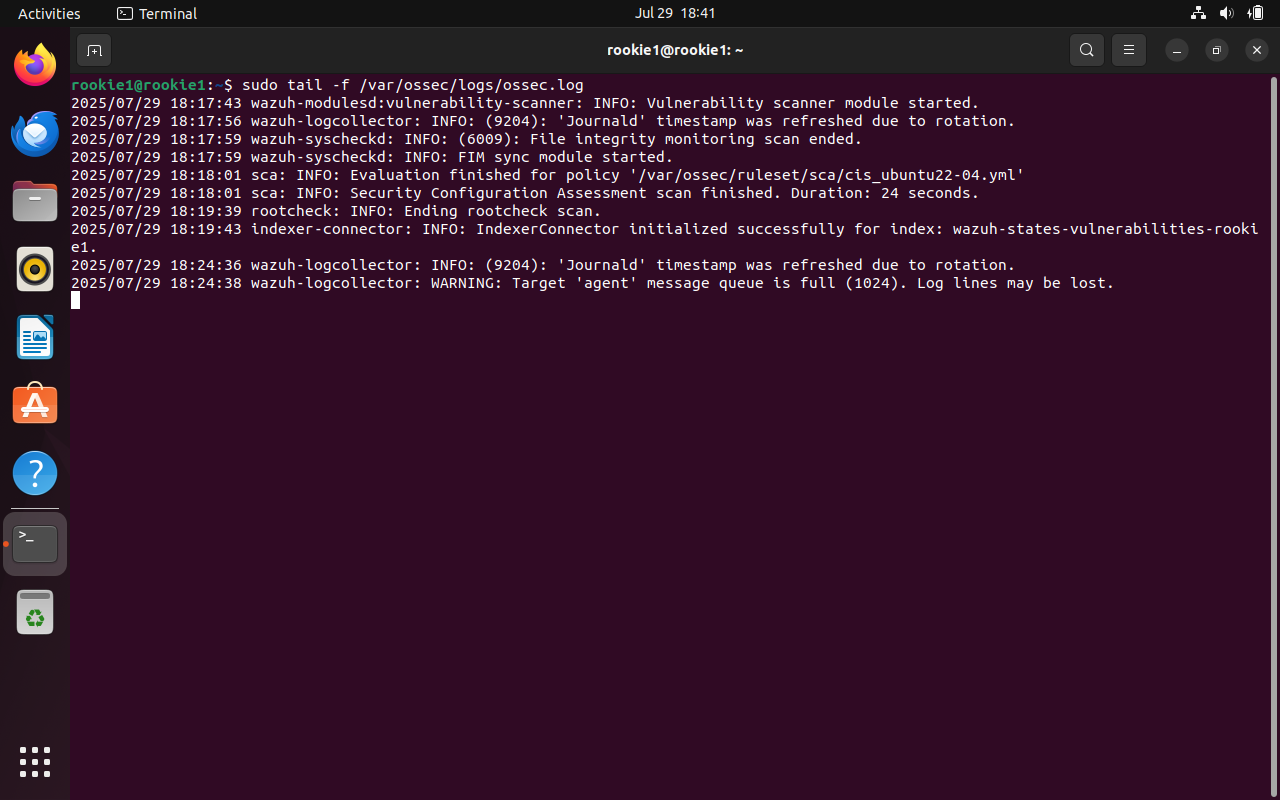 Activities
Terminal
Jul 29 18:41
rookie1@rookie1: ~
rookie1@rookie1:~$ sudo tail -f /var/ossec/logs/ossec.log
2025/07/29 18:17:43 wazuh-modulesd:vulnerability-scanner: INFO: Vulnerability scanner module started.
2025/07/29 18:17:56 wazuh-logcollector: INFO: (9204): 'Journald' timestamp was refreshed due to rotation.
2025/07/29 18:17:59 wazuh-syscheckd: INFO: (6009): File integrity monitoring scan ended.
2025/07/29 18:17:59 wazuh-syscheckd: INFO: FIM sync module started.
2025/07/29 18:18:01 sca: INFO: Evaluation finished for policy '/var/ossec/ruleset/sca/cis_ubuntu22-04.yml'
2025/07/29 18:18:01 sca: INFO: Security Configuration Assessment scan finished. Duration: 24 seconds.
2025/07/29 18:19:39 rootcheck: INFO: Ending rootcheck scan.
2025/07/29 18:19:43 indexer-connector: INFO: IndexerConnector initialized successfully for index: wazuh-states-vulnerabilities-rooki
e1.
2025/07/29 18:24:36 wazuh-logcollector: INFO: (9204): 'Journald' timestamp was refreshed due to rotation.
2025/07/29 18:24:38 wazuh-logcollector: WARNING: Target 'agent' message queue is full (1024). Log lines may be lost.